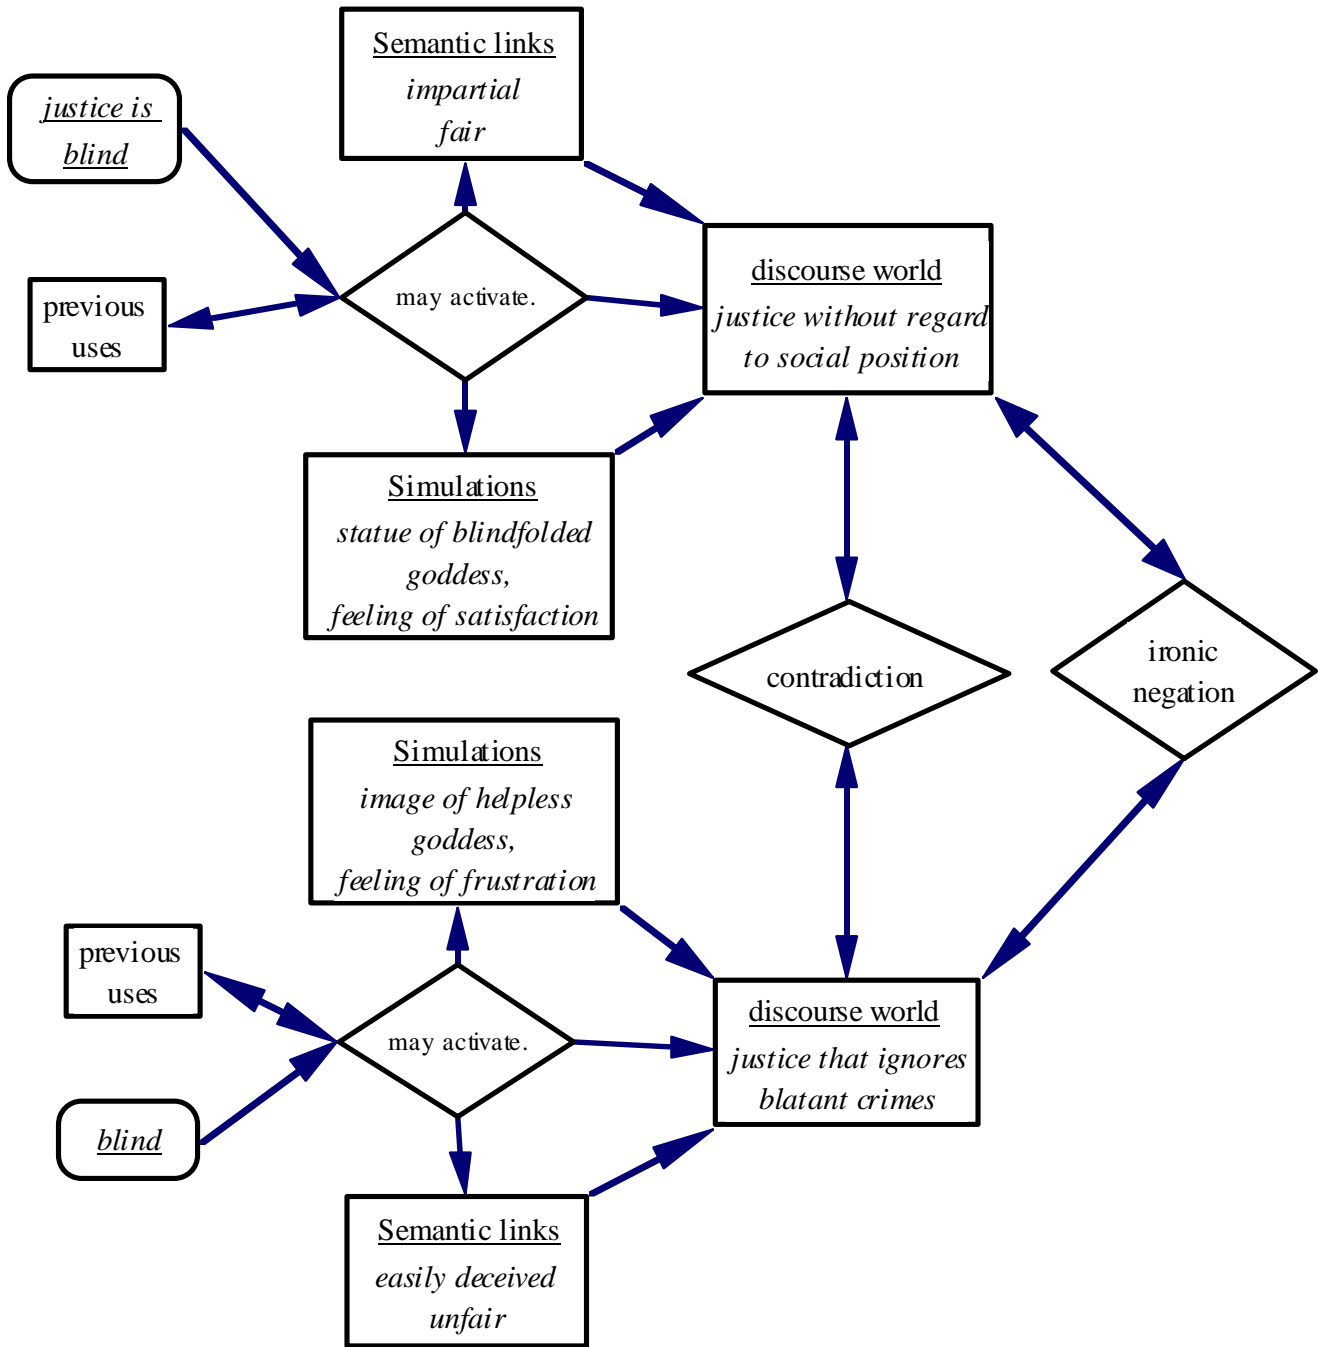 Semantic links
impartial
fair
justice is
blind
previous
uses
may activate.
discourse world
justice without regard
to social position
Simulations
statue of blindfolded
goddess,
feeling of satisfaction
contradiction
ironic
negation
Simulations
image of helpless
goddess,
feeling of frustration
previous
uses
may activate.
discourse world
justice that ignores
blatant crimes
blind
Semantic links
easily deceived
unfair